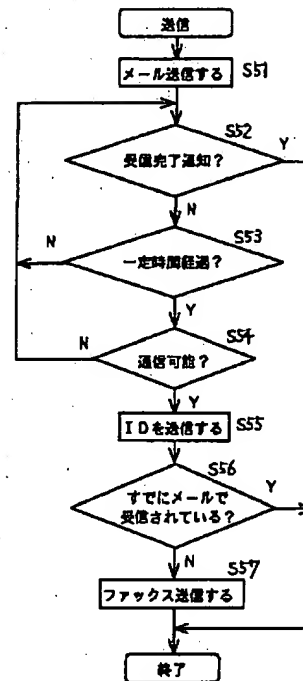 送信
メール送信する S51
S52
受信完了通知? Y
N
S53
N 一定時間経過?
Y
S54
N 通信可能?
Y
IDを送信する S55
S56
すでにメールで Y
受信されている?
N
S57
ファックス送信する
終了